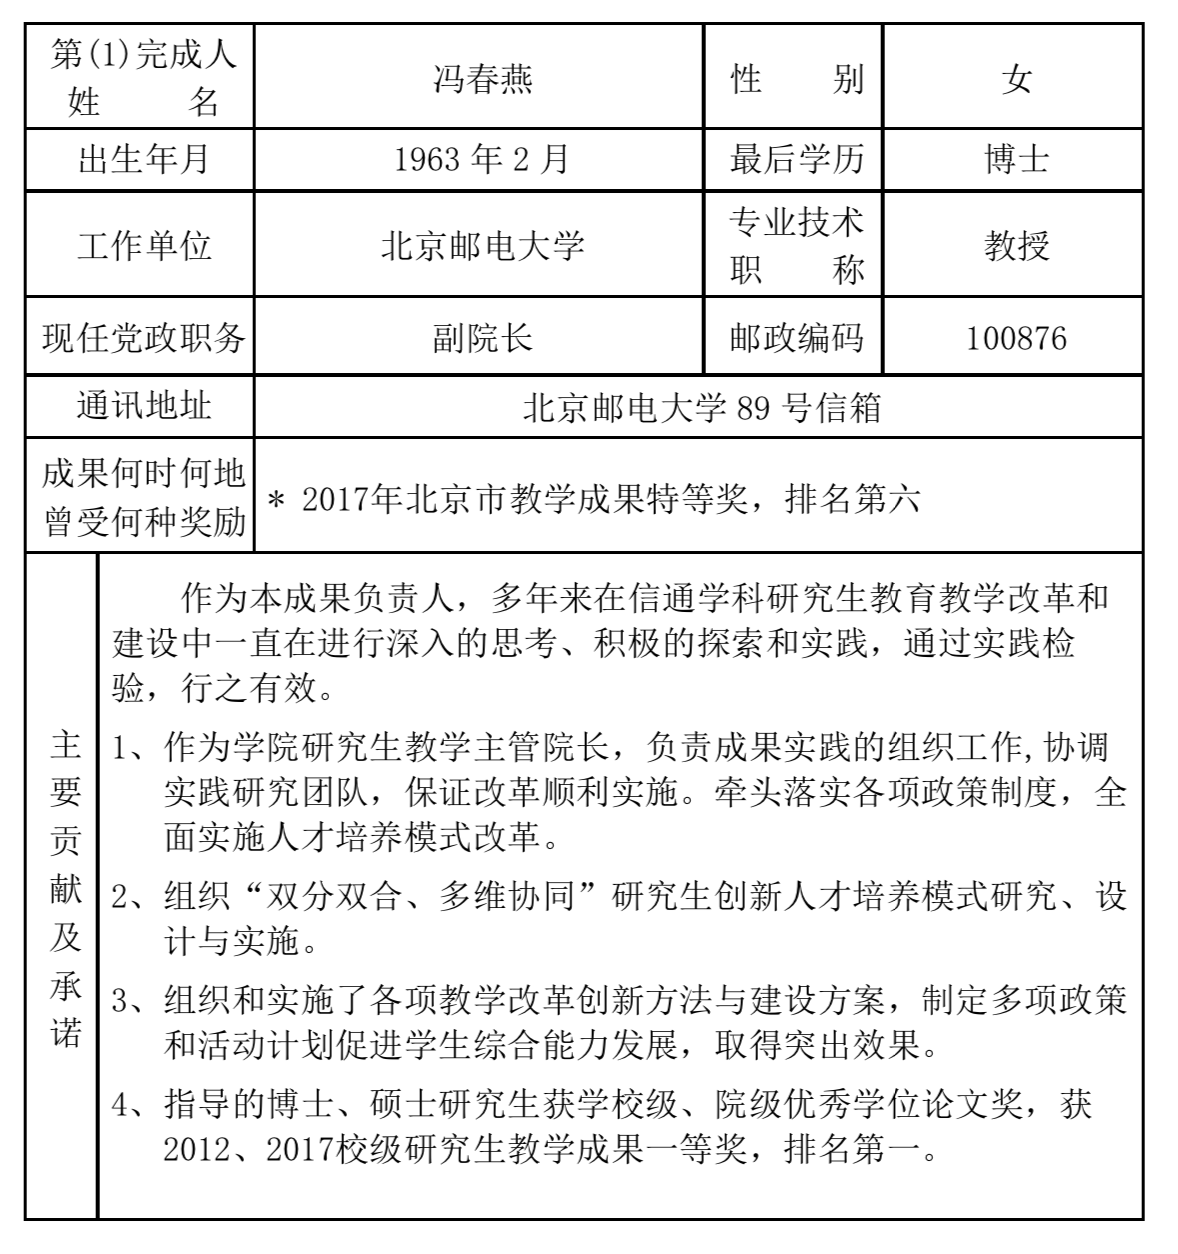 第(1)完成人
姓 名
冯春燕
性 别
女
出生年月
1963 年 2 月
最后学历
博士
工作单位
北京邮电大学
专业技术
职 称
教授
现任党政职务
副院长
邮政编码
100876
通讯地址
北京邮电大学 89 号信箱
成果何时何地
曾受何种奖励
* 2017年北京市教学成果特等奖，排名第六
主要贡献及承诺
作为本成果负责人，多年来在信通学科研究生教育教学改革和
建设中一直在进行深入的思考、积极的探索和实践，通过实践检
验，行之有效。
1、作为学院研究生教学主管院长，负责成果实践的组织工作,协调
实践研究团队，保证改革顺利实施。牵头落实各项政策制度，全
面实施人才培养模式改革。
2、组织“双分双合、多维协同”研究生创新人才培养模式研究、设
计与实施。
3、组织和实施了各项教学改革创新方法与建设方案，制定多项政策
和活动计划促进学生综合能力发展，取得突出效果。
4、指导的博士、硕士研究生获学校级、院级优秀学位论文奖，获
2012、2017校级研究生教学成果一等奖，排名第一。